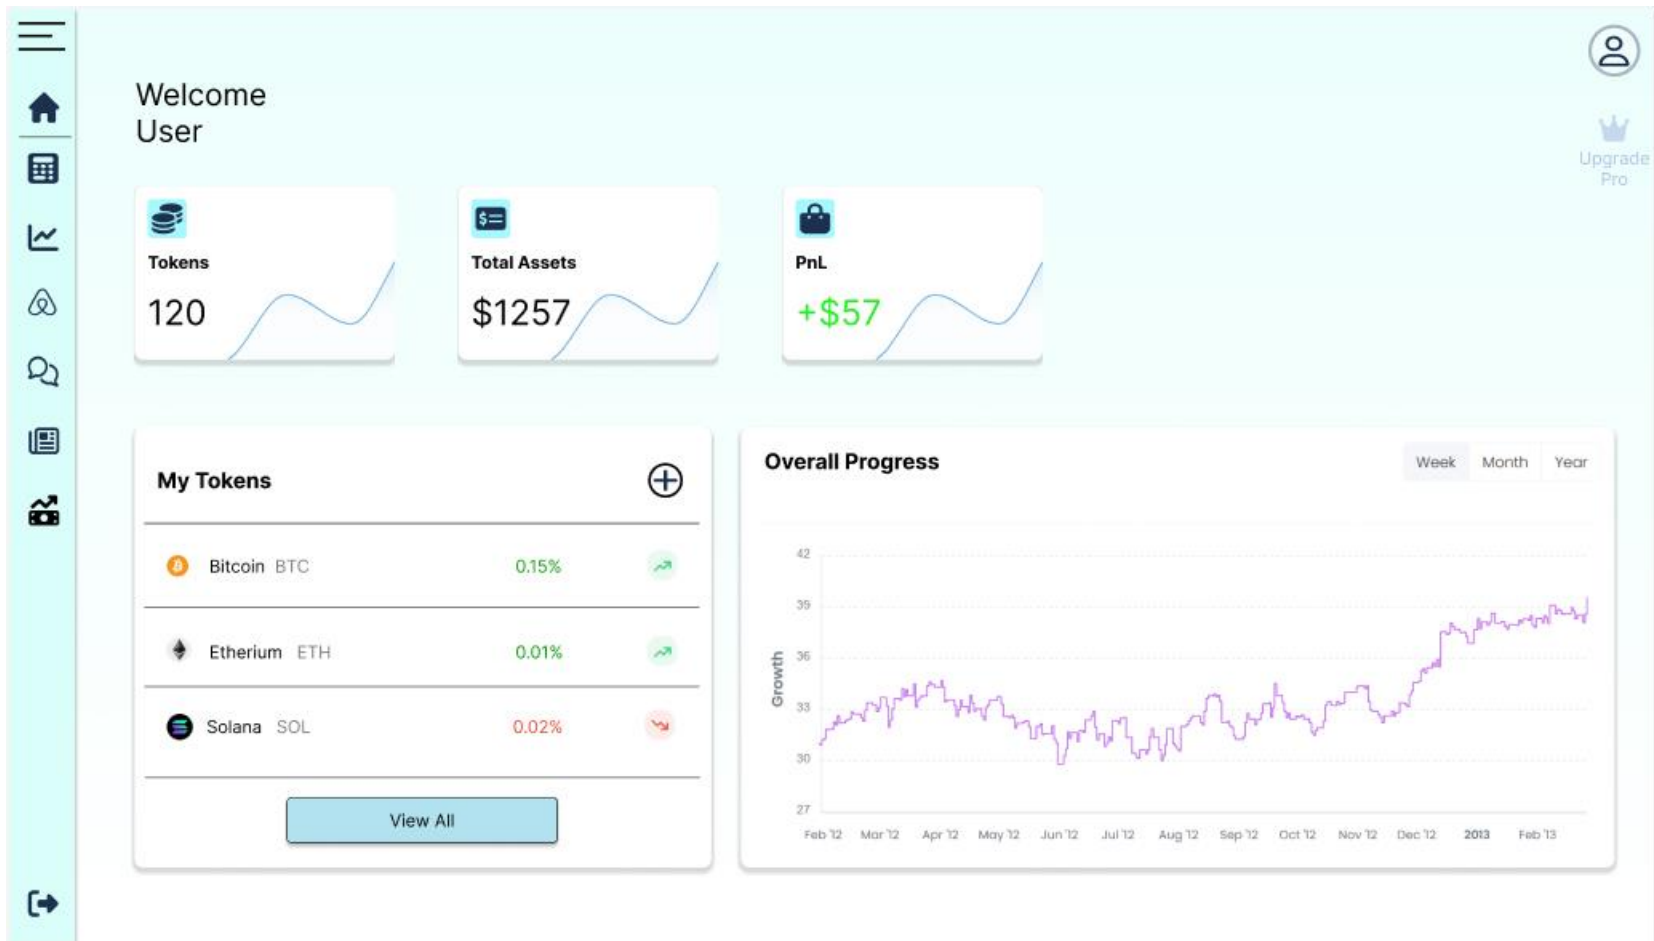 Welcome
User
Upgrade
Pro
Tokens
120
Total Assets
$1257
PnL
+$57
My Tokens
Bitcoin BTC 0.15%
Etherium ETH 0.01%
Solana SOL 0.02%
View All
Overall Progress
Week Month Year
Growth
42
39
36
33
30
27
Feb '12 Mar '12 Apr '12 May '12 Jun '12 Jul '12 Aug '12 Sep '12 Oct '12 Nov '12 Dec '12 2013 Feb '13